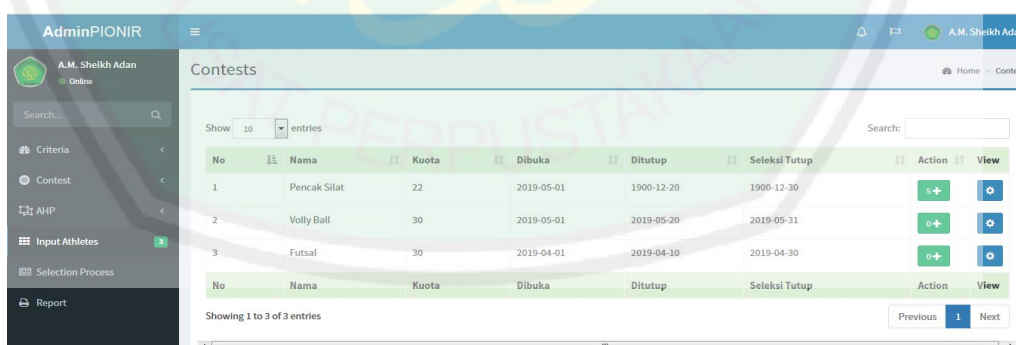 AdminPIONIR
A.M. Sheikh Ada
A.M. Sheikh Adan
Online
Contests
Home > Conte
Search...
Criteria
Contest
AHP
Input Athletes 3
Selection Process
Report
Show 10 entries
Search:
No Nama Kuota Dibuka Ditutup Seleksi Tutup Action View
1 Pencak Silat 22 2019-05-01 1900-12-20 1900-12-30 5+
2 Volly Ball 30 2019-05-01 2019-05-20 2019-05-31 0+
3 Futsal 30 2019-04-01 2019-04-10 2019-04-30 0+
No Nama Kuota Dibuka Ditutup Seleksi Tutup Action View
Showing 1 to 3 of 3 entries
Previous 1 Next
PERPUSTAKAAN